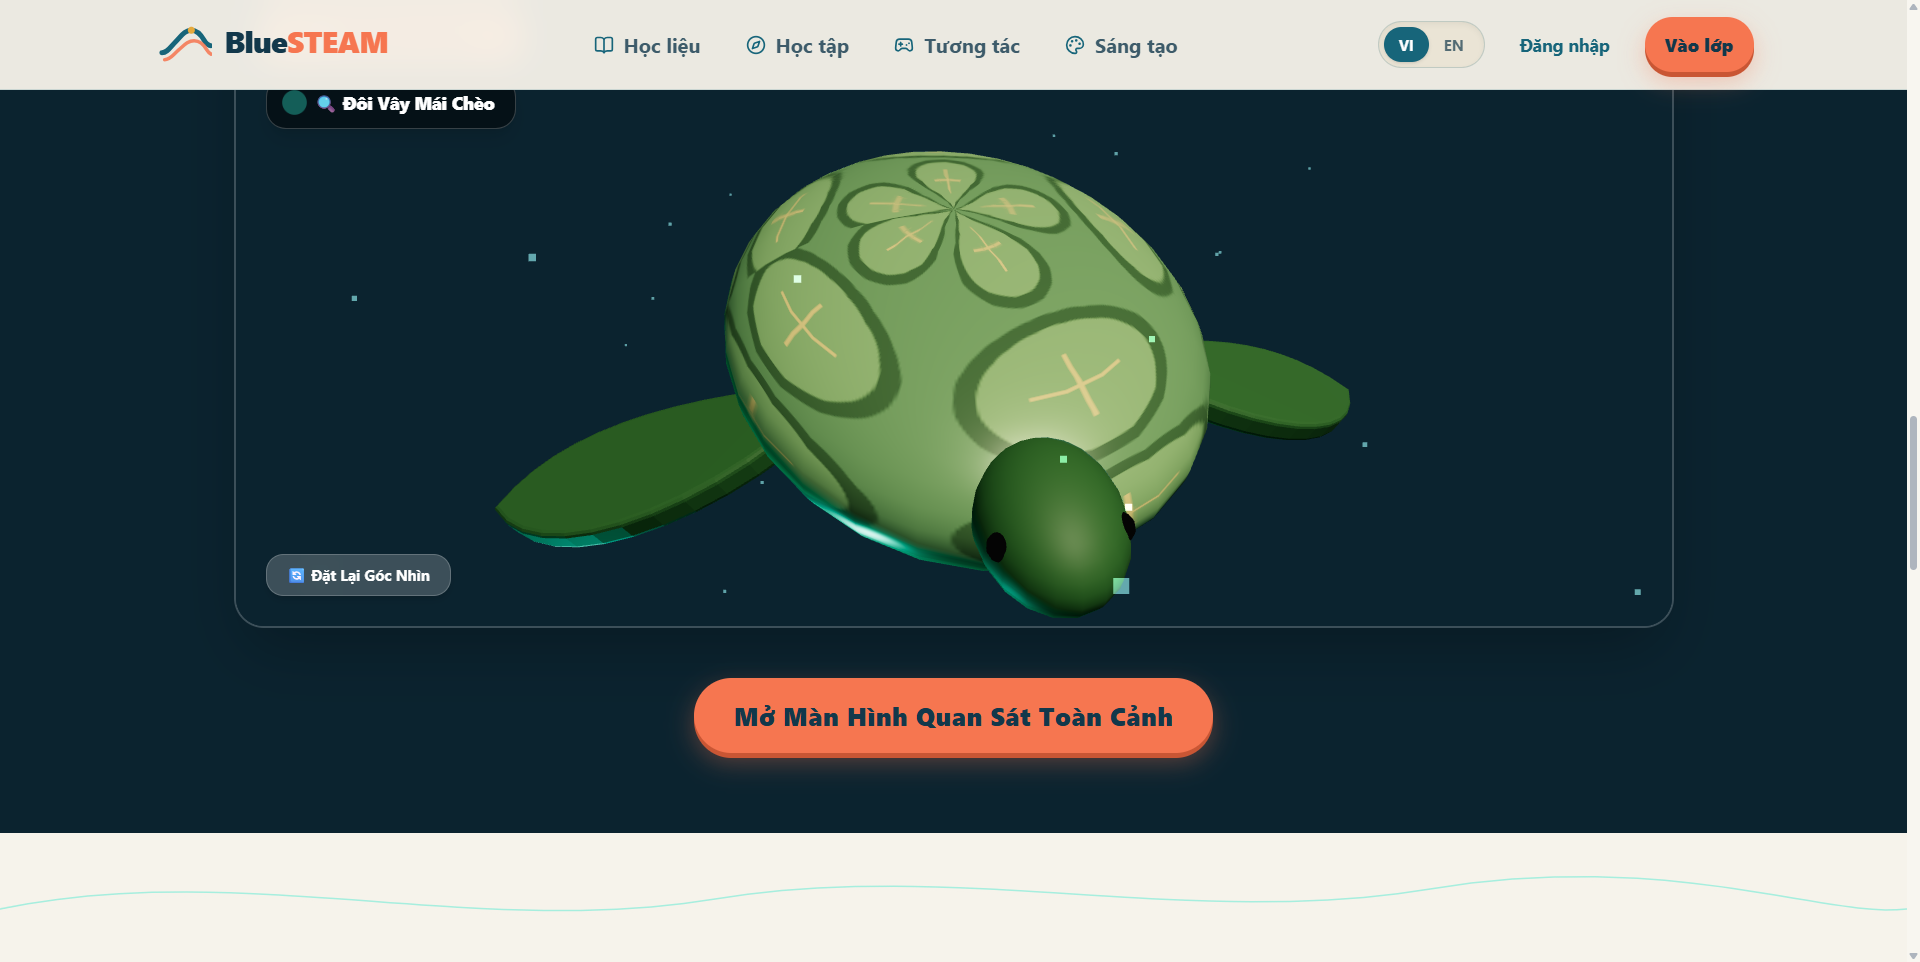 BlueSTEAM
Học liệu
Học tập
Tương tác
Sáng tạo
VI
EN
Đăng nhập
Vào lớp
Đôi Vây Mái Chèo
Đặt Lại Góc Nhìn
Mở Màn Hình Quan Sát Toàn Cảnh